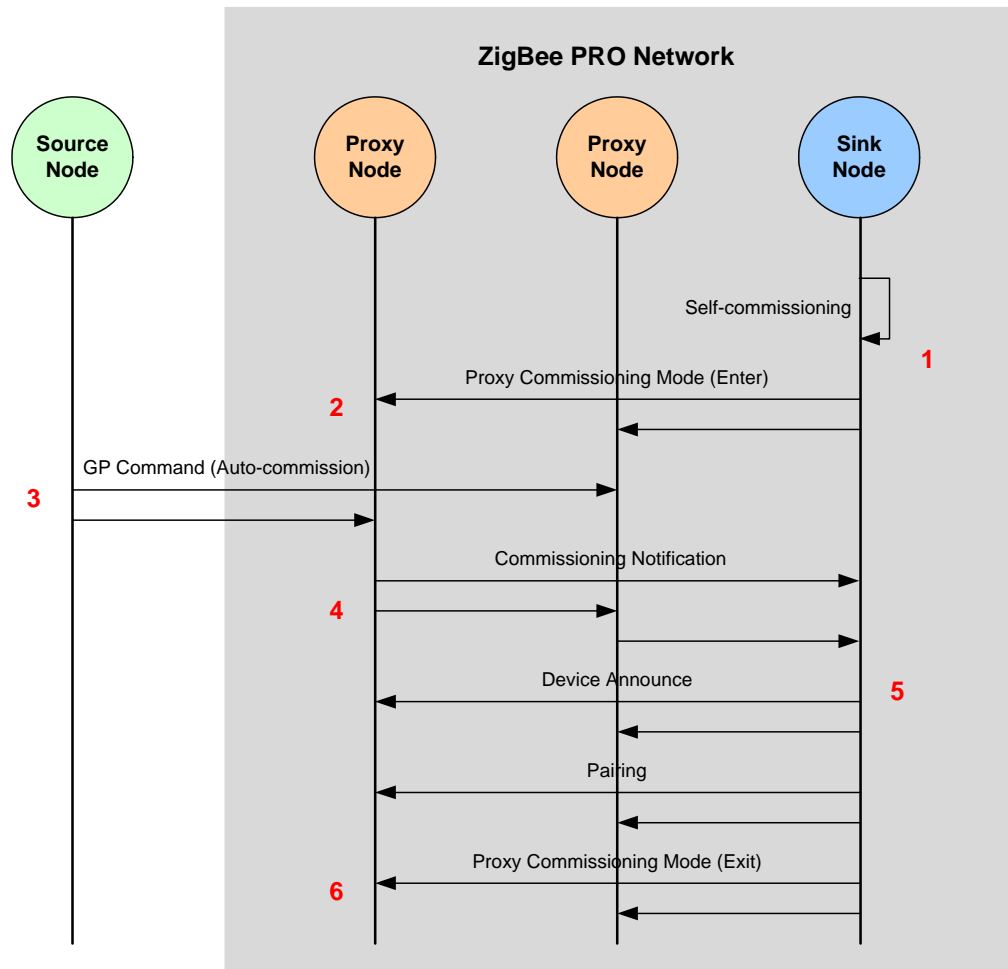 ZigBee PRO Network
Source
Node
Proxy
Node
Proxy
Node
Sink
Node
Self-commissioning
1
Proxy Commissioning Mode (Enter)
2
GP Command (Auto-commission)
3
Commissioning Notification
4
Device Announce
5
Pairing
Proxy Commissioning Mode (Exit)
6